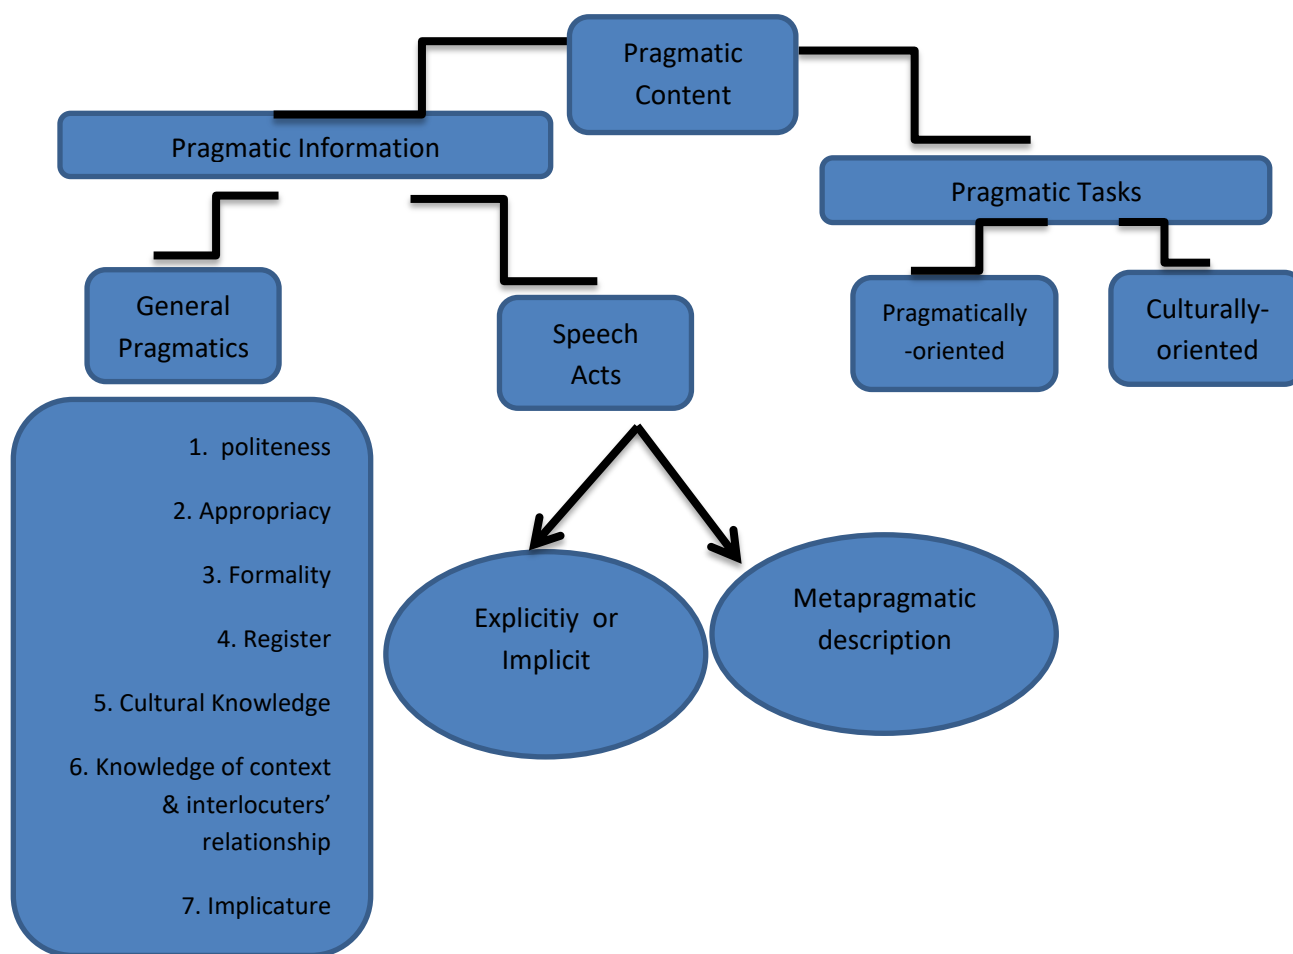 Pragmatic
Content
Pragmatic Information
Pragmatic Tasks
General
Pragmatics
Speech
Acts
Pragmatically
-oriented
Culturally-
oriented
1. politeness
2. Appropriacy
3. Formality
4. Register
5. Cultural Knowledge
6. Knowledge of context
& interlocuters’
relationship
7. Implicature
Explicitiy or
Implicit
Metapragmatic
description